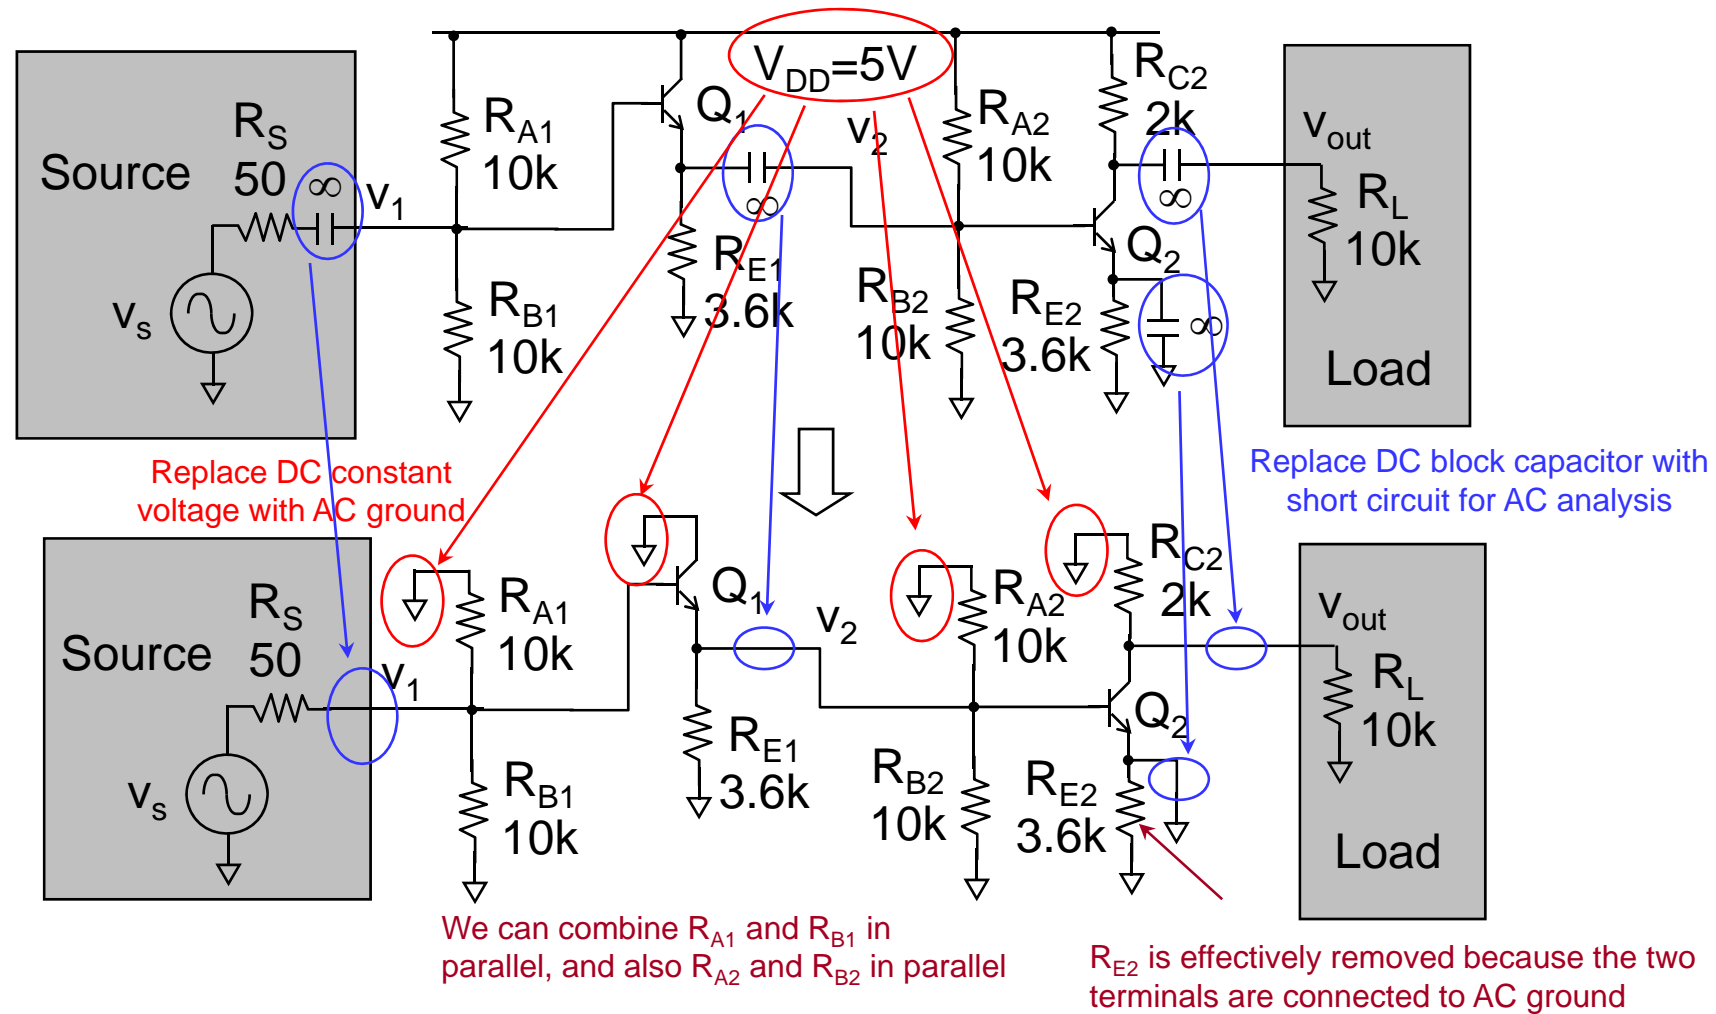 V_DD=5V
Source
R_S
50
∞
v_1
v_s
R_A1
10k
R_B1
10k
Q_1
∞
R_E1
3.6k
v_2
R_A2
10k
R_B2
10k
R_C2
2k
∞
Q_2
R_E2
3.6k
∞
v_out
R_L
10k
Load
Replace DC constant
voltage with AC ground
Replace DC block capacitor with
short circuit for AC analysis
Source
R_S
50
v_1
v_s
R_A1
10k
R_B1
10k
Q_1
R_E1
3.6k
v_2
R_A2
10k
R_B2
10k
R_C2
2k
Q_2
R_E2
3.6k
v_out
R_L
10k
Load
We can combine R_A1 and R_B1 in
parallel, and also R_A2 and R_B2 in parallel
R_E2 is effectively removed because the two
terminals are connected to AC ground